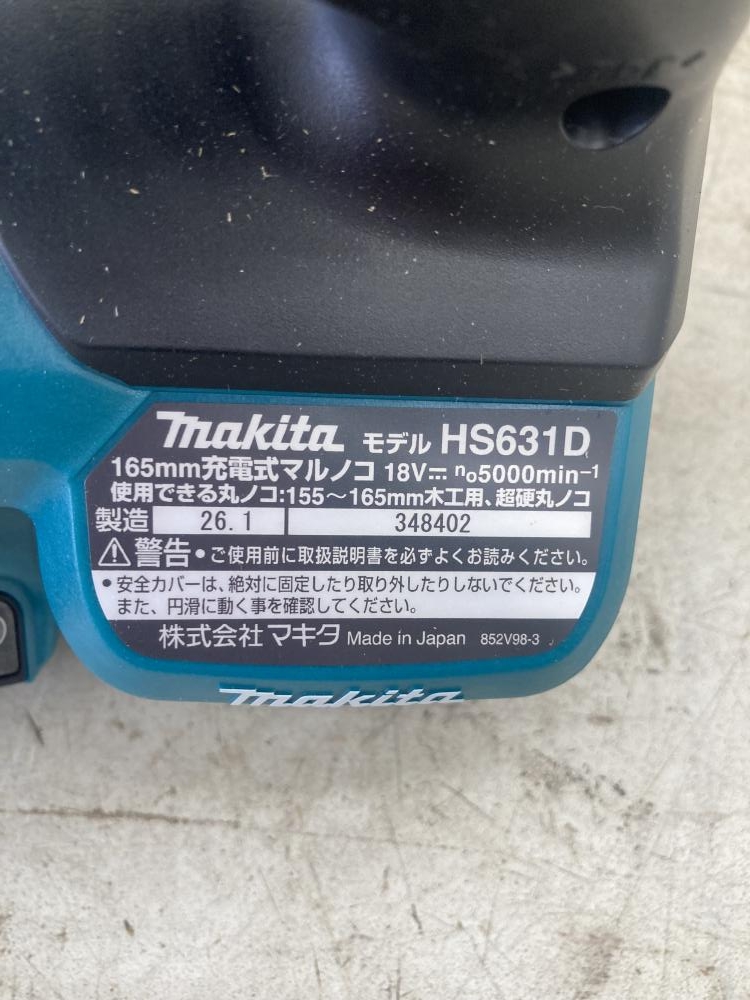 makita モデル HS631D
165mm充電式マルノコ 18V⎓ n₀5000min⁻¹
使用できる丸ノコ:155～165mm木工用、超硬丸ノコ
製造 26.1 348402
⚠警告•ご使用前に取扱説明書を必ずよくお読みください。
•安全カバーは、絶対に固定したり取り外したりしないでください。
また、円滑に動く事を確認してください。
株式会社マキタ Made in Japan 852V98-3
makita